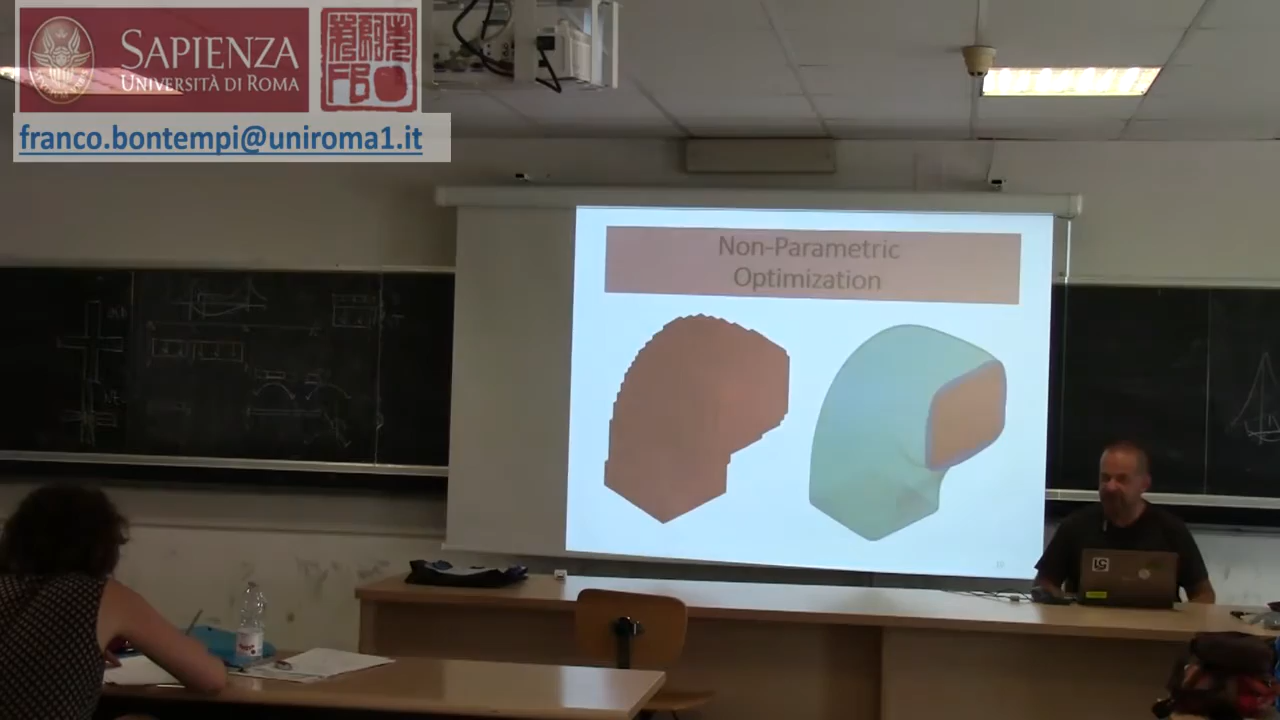 SAPIENZA
UNIVERSITÀ DI ROMA
franco.bontempi@uniroma1.it
Non-Parametric
Optimization